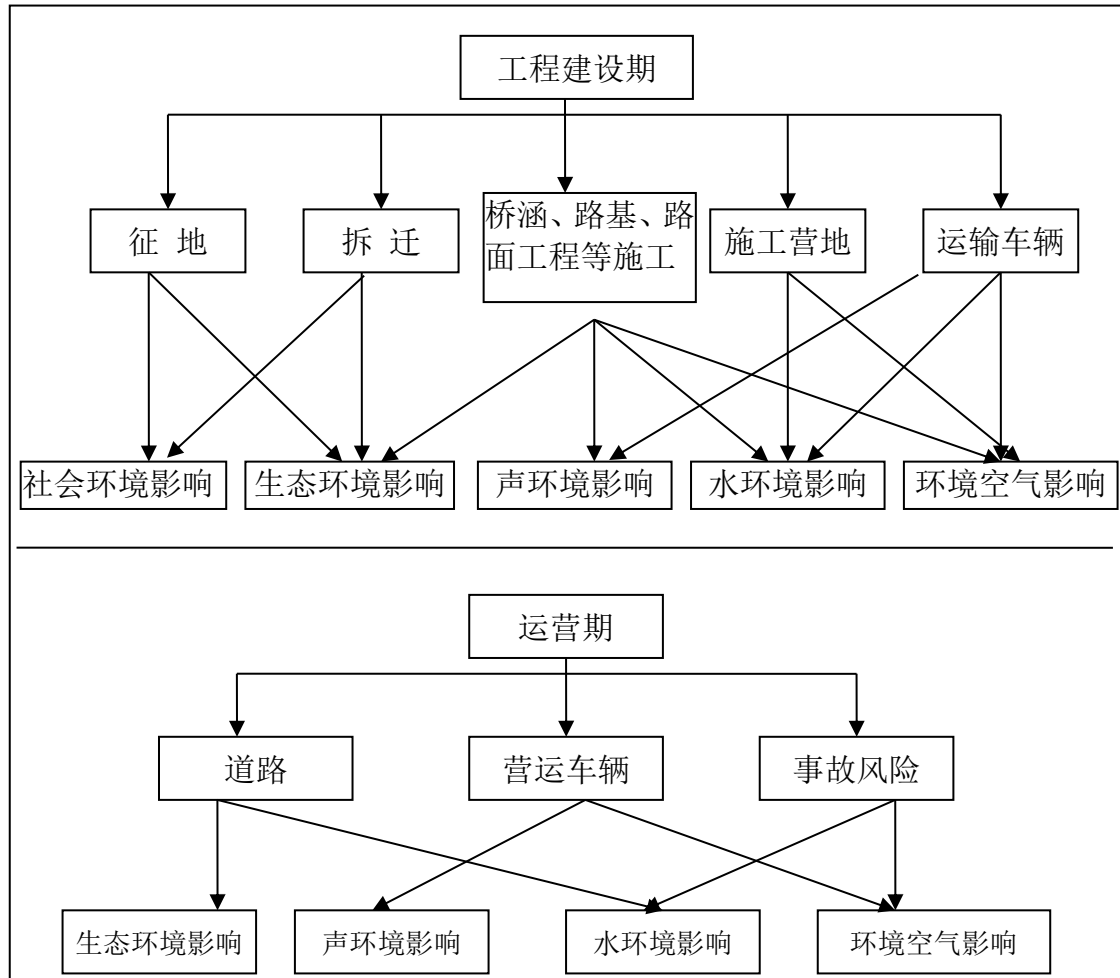 工程建设期
征 地
拆 迁
桥涵、路基、路
面工程等施工
施工营地
运输车辆
社会环境影响
生态环境影响
声环境影响
水环境影响
环境空气影响
运营期
道路
营运车辆
事故风险
生态环境影响
声环境影响
水环境影响
环境空气影响